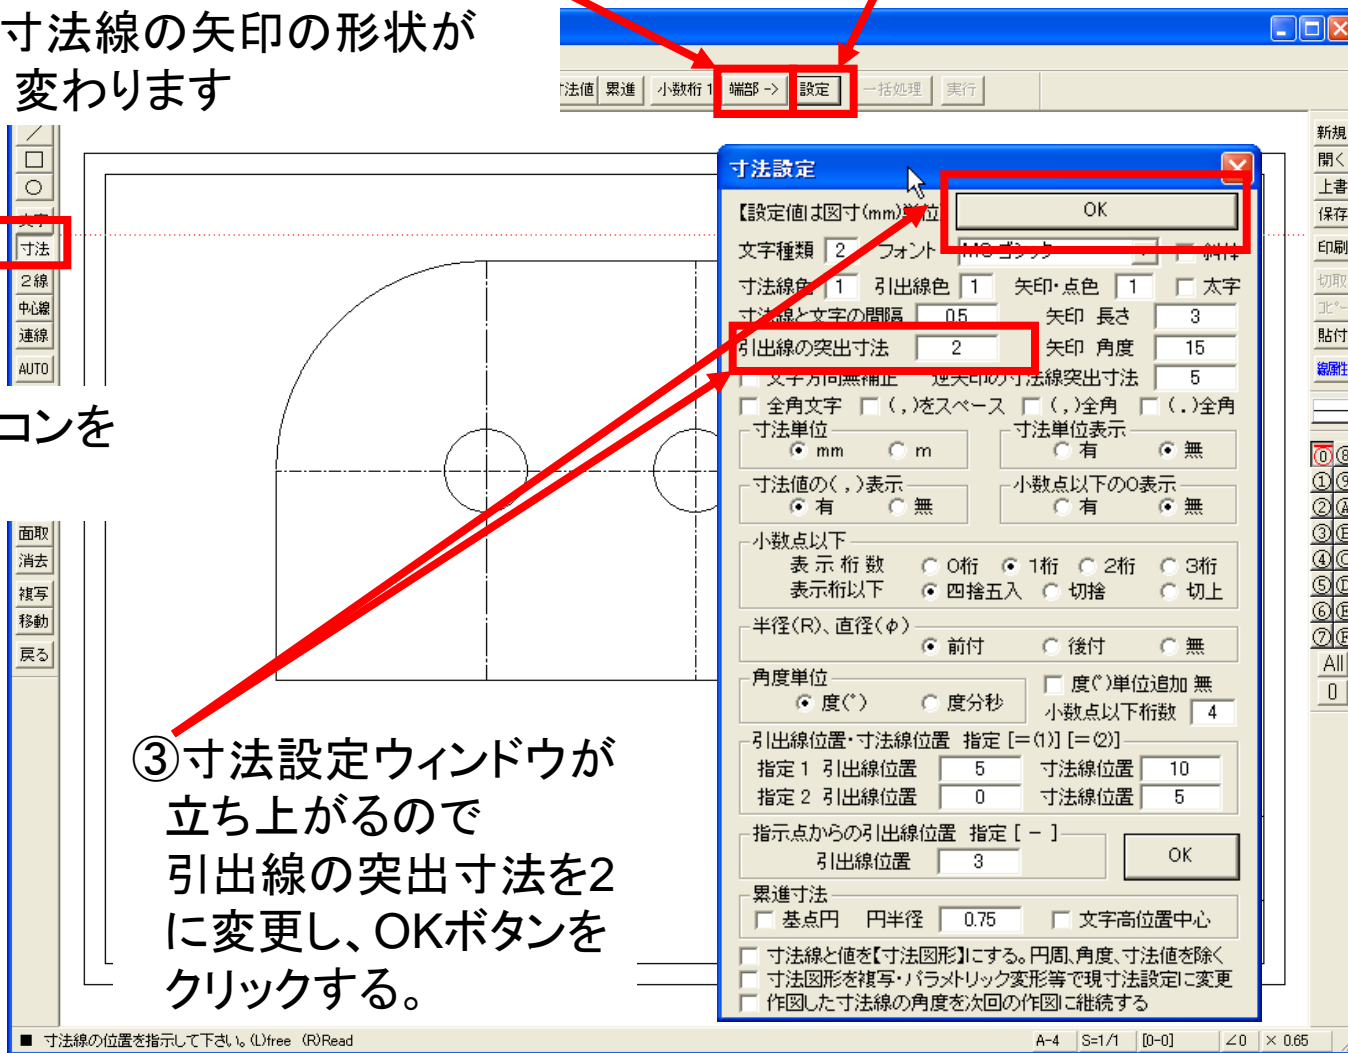 寸法線の矢印の形状が
変わります
寸法値 累進 小数桁 1 端部 -> 設定 一括処理 実行
新規
開く
上書
保存
印刷
切取
コピー
貼付
線属性
／
□
○
文字
寸法
２線
中心線
連線
AUTO
コンを
面取
消去
複写
移動
戻る
寸法設定
【設定値は図寸(mm)単位
OK
文字種類 2 フォント MS ゴシック 斜体
寸法線色 1 引出線色 1 矢印・点色 1 太字
寸法線と文字の間隔 0.5 矢印 長さ 3
引出線の突出寸法 2 矢印 角度 15
文字方向無補正 逆矢印の寸法線突出寸法 5
全角文字 (,)をスペース (,)全角 (.)全角
寸法単位 寸法単位表示
mm m 有 無
寸法値の(,)表示 小数点以下の0表示
有 無 有 無
小数点以下
表示桁数 0桁 1桁 2桁 3桁
表示桁以下 四捨五入 切捨 切上
半径(R)、直径(φ)
前付 後付 無
角度単位 度(°)単位追加 無
度(°) 度分秒 小数点以下桁数 4
引出線位置・寸法線位置 指定 [=(1)] [=(2)]
指定 1 引出線位置 5 寸法線位置 10
指定 2 引出線位置 0 寸法線位置 5
指示点からの引出線位置 指定 [ － ]
引出線位置 3 OK
累進寸法
基点円 円半径 0.75 文字高位置中心
寸法線と値を【寸法図形】にする。円周、角度、寸法値を除く
寸法図形を複写・パラメトリック変形等で現寸法設定に変更
作図した寸法線の角度を次回の作図に継続する
③寸法設定ウィンドウが
立ち上がるので
引出線の突出寸法を2
に変更し、OKボタンを
クリックする。
⓪ ⑧
① ⑨
② Ⓐ
③
④
⑤
⑥
⑦
All
0
■ 寸法線の位置を指示して下さい。(L)free (R)Read A-4 S=1/1 [0-0] ∠0 × 0.65